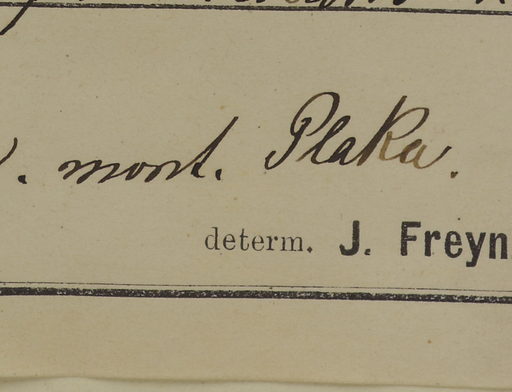 . mont. Plaka.
determ. J. Freyn